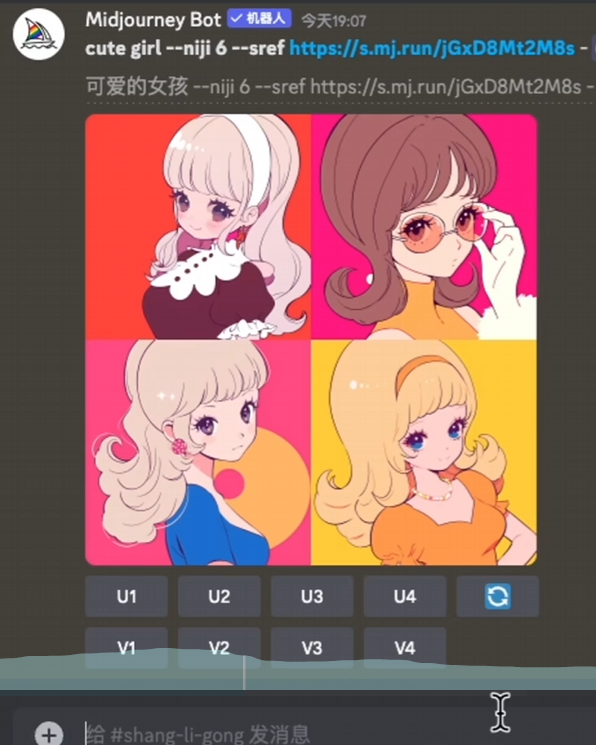 Midjourney Bot ✓机器人 今天19:07
cute girl --niji 6 --sref https://s.mj.run/jGxD8Mt2M8s -
可爱的女孩 --niji 6 --sref https://s.mj.run/jGxD8Mt2M8s -
U1 U2 U3 U4
V1 V2 V3 V4
给 #shang-li-gong 发消息